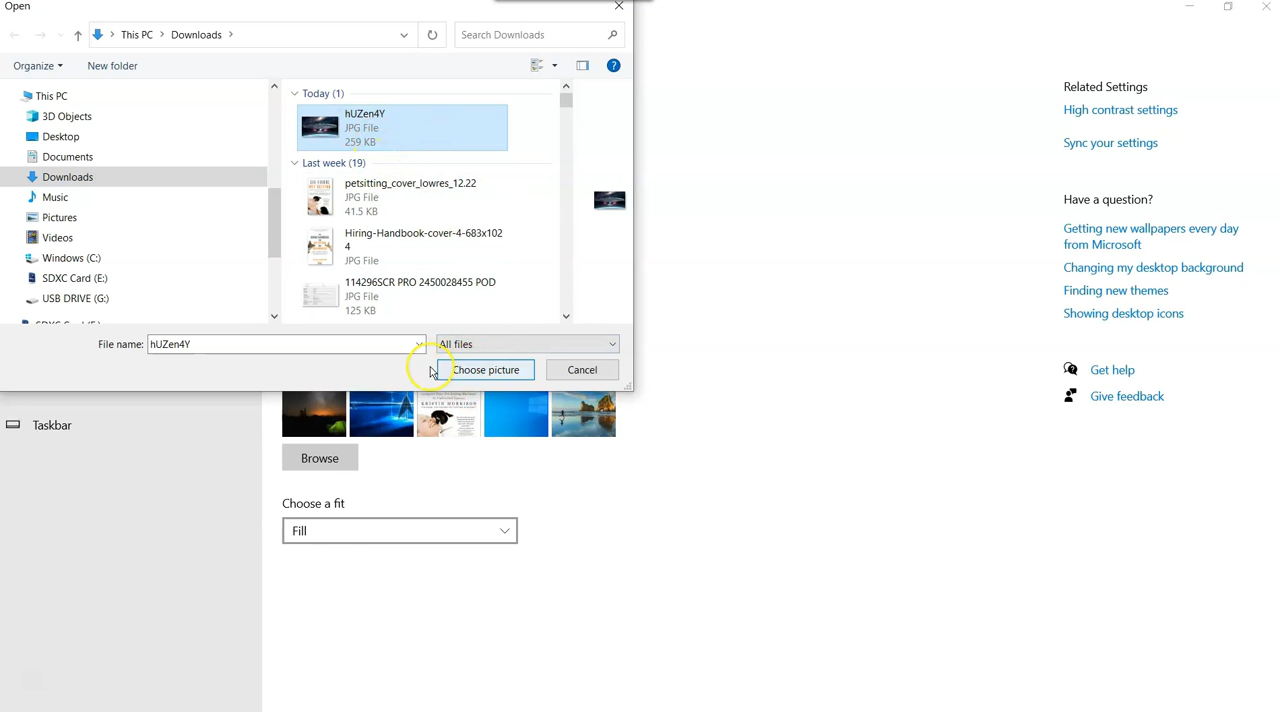 Open
This PC
Downloads
Search Downloads
Organize
New folder
This PC
3D Objects
Desktop
Documents
Downloads
Music
Pictures
Videos
Windows (C:)
SDXC Card (E:)
USB DRIVE (G:)
SDXC Card (E:)
Today (1)
hUZen4Y
JPG File
259 KB
Last week (19)
petsitting_cover_lowres_12.22
JPG File
41.5 KB
Hiring-Handbook-cover-4-683x102
4
JPG File
114296SCR PRO 2450028455 POD
JPG File
125 KB
File name:
hUZen4Y
All files
Choose picture
Cancel
Taskbar
KRISTIN MORRISON
Browse
Choose a fit
Fill
Related Settings
High contrast settings
Sync your settings
Have a question?
Getting new wallpapers every day
from Microsoft
Changing my desktop background
Finding new themes
Showing desktop icons
Get help
Give feedback